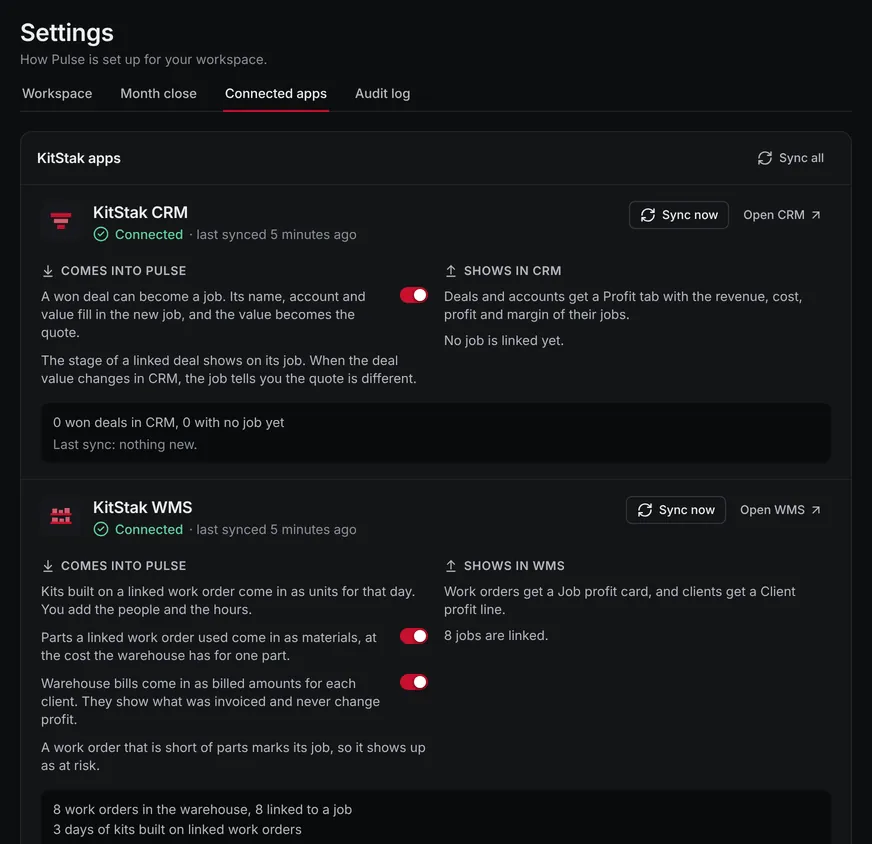 Settings
How Pulse is set up for your workspace.
Workspace
Month close
Connected apps
Audit log
KitStak apps
Sync all
KitStak CRM
Connected · last synced 5 minutes ago
Sync now
Open CRM
COMES INTO PULSE
A won deal can become a job. Its name, account and
value fill in the new job, and the value becomes the
quote.
The stage of a linked deal shows on its job. When the deal
value changes in CRM, the job tells you the quote is different.
SHOWS IN CRM
Deals and accounts get a Profit tab with the revenue, cost,
profit and margin of their jobs.
No job is linked yet.
0 won deals in CRM, 0 with no job yet
Last sync: nothing new.
KitStak WMS
Connected · last synced 5 minutes ago
Sync now
Open WMS
COMES INTO PULSE
Kits built on a linked work order come in as units for that day.
You add the people and the hours.
Parts a linked work order used come in as materials, at
the cost the warehouse has for one part.
Warehouse bills come in as billed amounts for each
client. They show what was invoiced and never change
profit.
A work order that is short of parts marks its job, so it shows up
as at risk.
SHOWS IN WMS
Work orders get a Job profit card, and clients get a Client
profit line.
8 jobs are linked.
8 work orders in the warehouse, 8 linked to a job
3 days of kits built on linked work orders